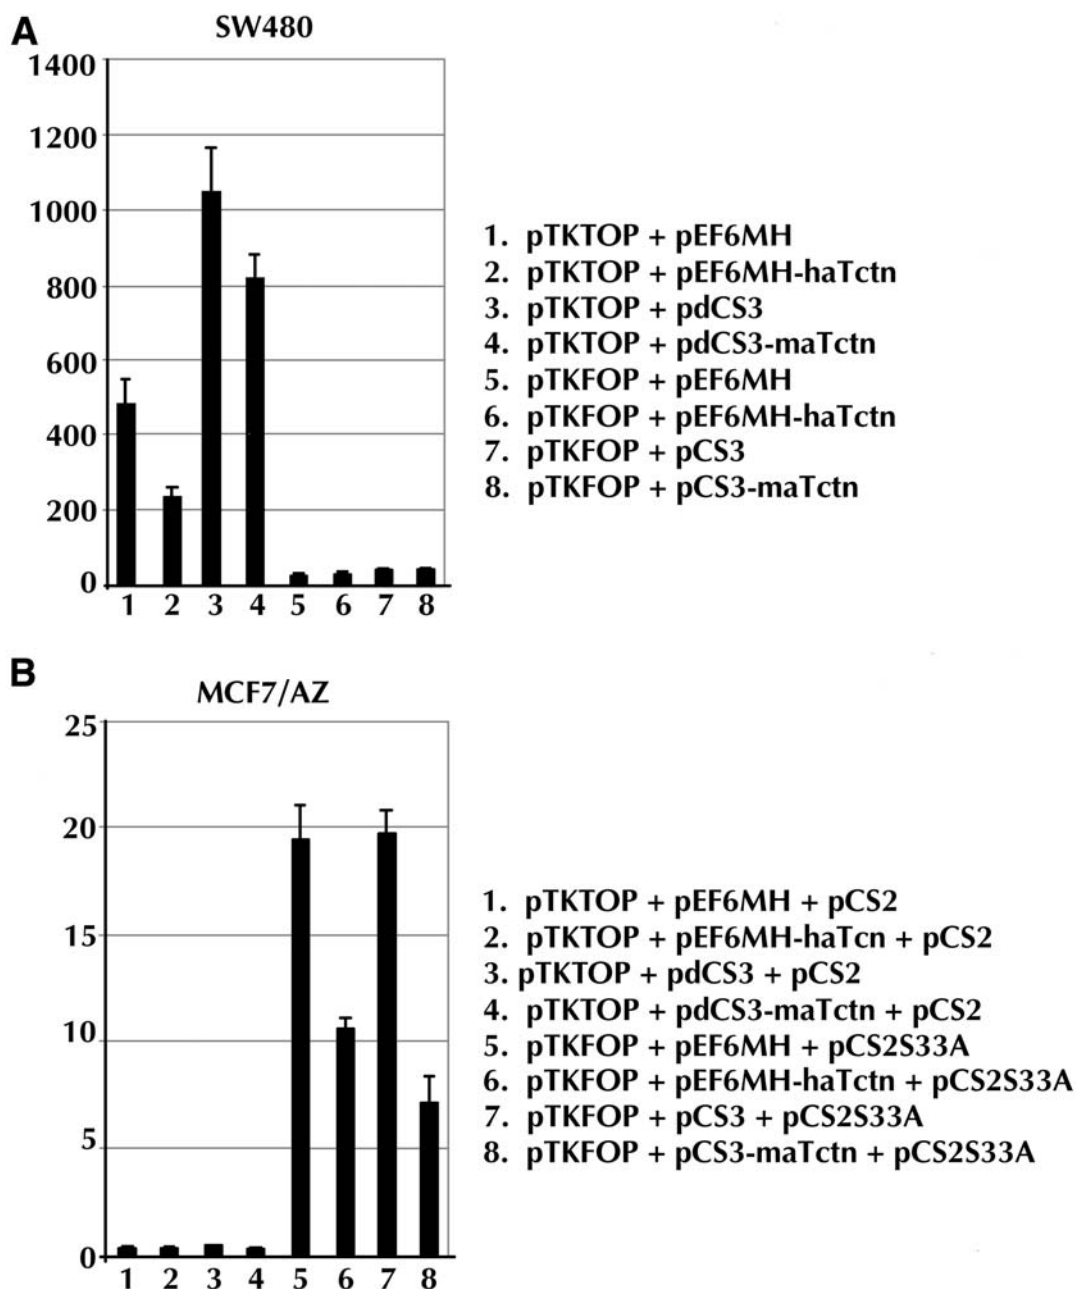 A
SW480
1400
1200
1000
800
600
400
200
0
1 2 3 4 5 6 7 8
1. pTKTOP + pEF6MH
2. pTKTOP + pEF6MH-haTctn
3. pTKTOP + pdCS3
4. pTKTOP + pdCS3-maTctn
5. pTKFOP + pEF6MH
6. pTKFOP + pEF6MH-haTctn
7. pTKFOP + pCS3
8. pTKFOP + pCS3-maTctn
B
MCF7/AZ
25
20
15
10
5
0
1 2 3 4 5 6 7 8
1. pTKTOP + pEF6MH + pCS2
2. pTKTOP + pEF6MH-haTcn + pCS2
3. pTKTOP + pdCS3 + pCS2
4. pTKTOP + pdCS3-maTctn + pCS2
5. pTKFOP + pEF6MH + pCS2S33A
6. pTKFOP + pEF6MH-haTctn + pCS2S33A
7. pTKFOP + pCS3 + pCS2S33A
8. pTKFOP + pCS3-maTctn + pCS2S33A